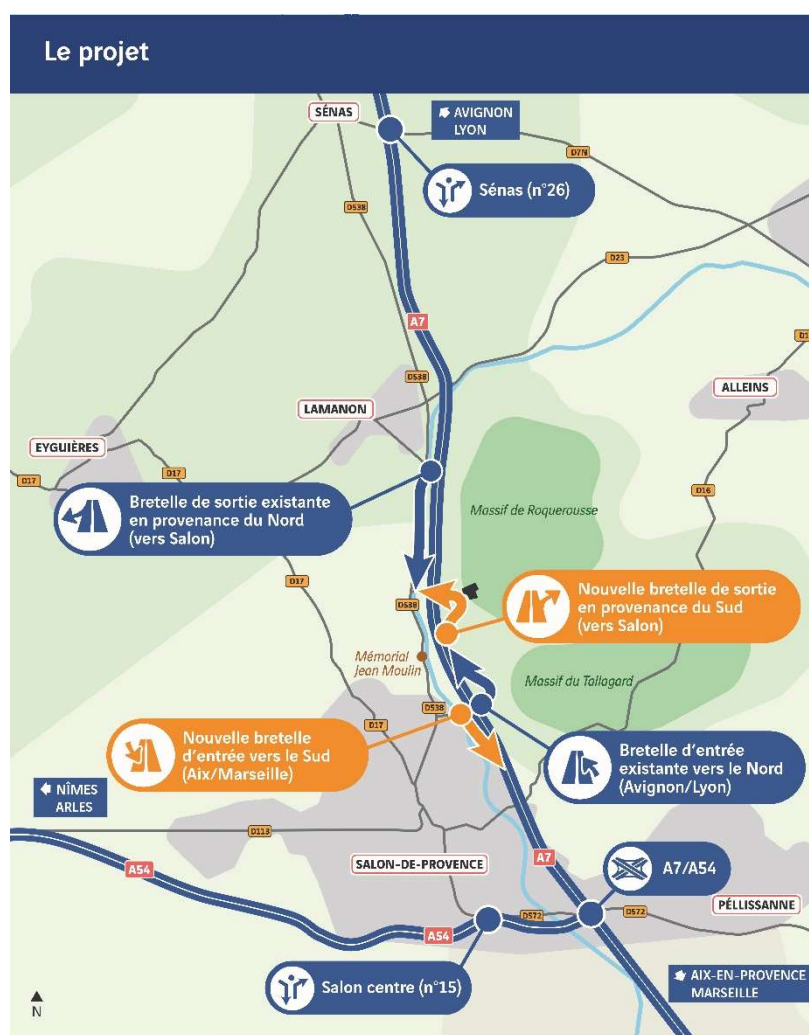 Le projet
SÉNAS
AVIGNON
LYON
D7N
Sénas (n°26)
D538
D23
A7
D1
D538
LAMANON
ALLEINS
EYGUIÈRES
D17
D17
D16
Bretelle de sortie existante
en provenance du Nord
(vers Salon)
Massif de Roquerousse
D17
D538
Nouvelle bretelle de sortie
en provenance du Sud
(vers Salon)
Mémorial
Jean Moulin
Massif du Tallagard
D538
D17
Nouvelle bretelle
d'entrée vers le Sud
(Aix/Marseille)
Bretelle d'entrée
existante vers le Nord
(Avignon/Lyon)
NÎMES
ARLES
D113
A54
SALON-DE-PROVENCE
A7
A7/A54
PÉLLISSANNE
D572
D572
A54
Salon centre (n°15)
AIX-EN-PROVENCE
MARSEILLE
N